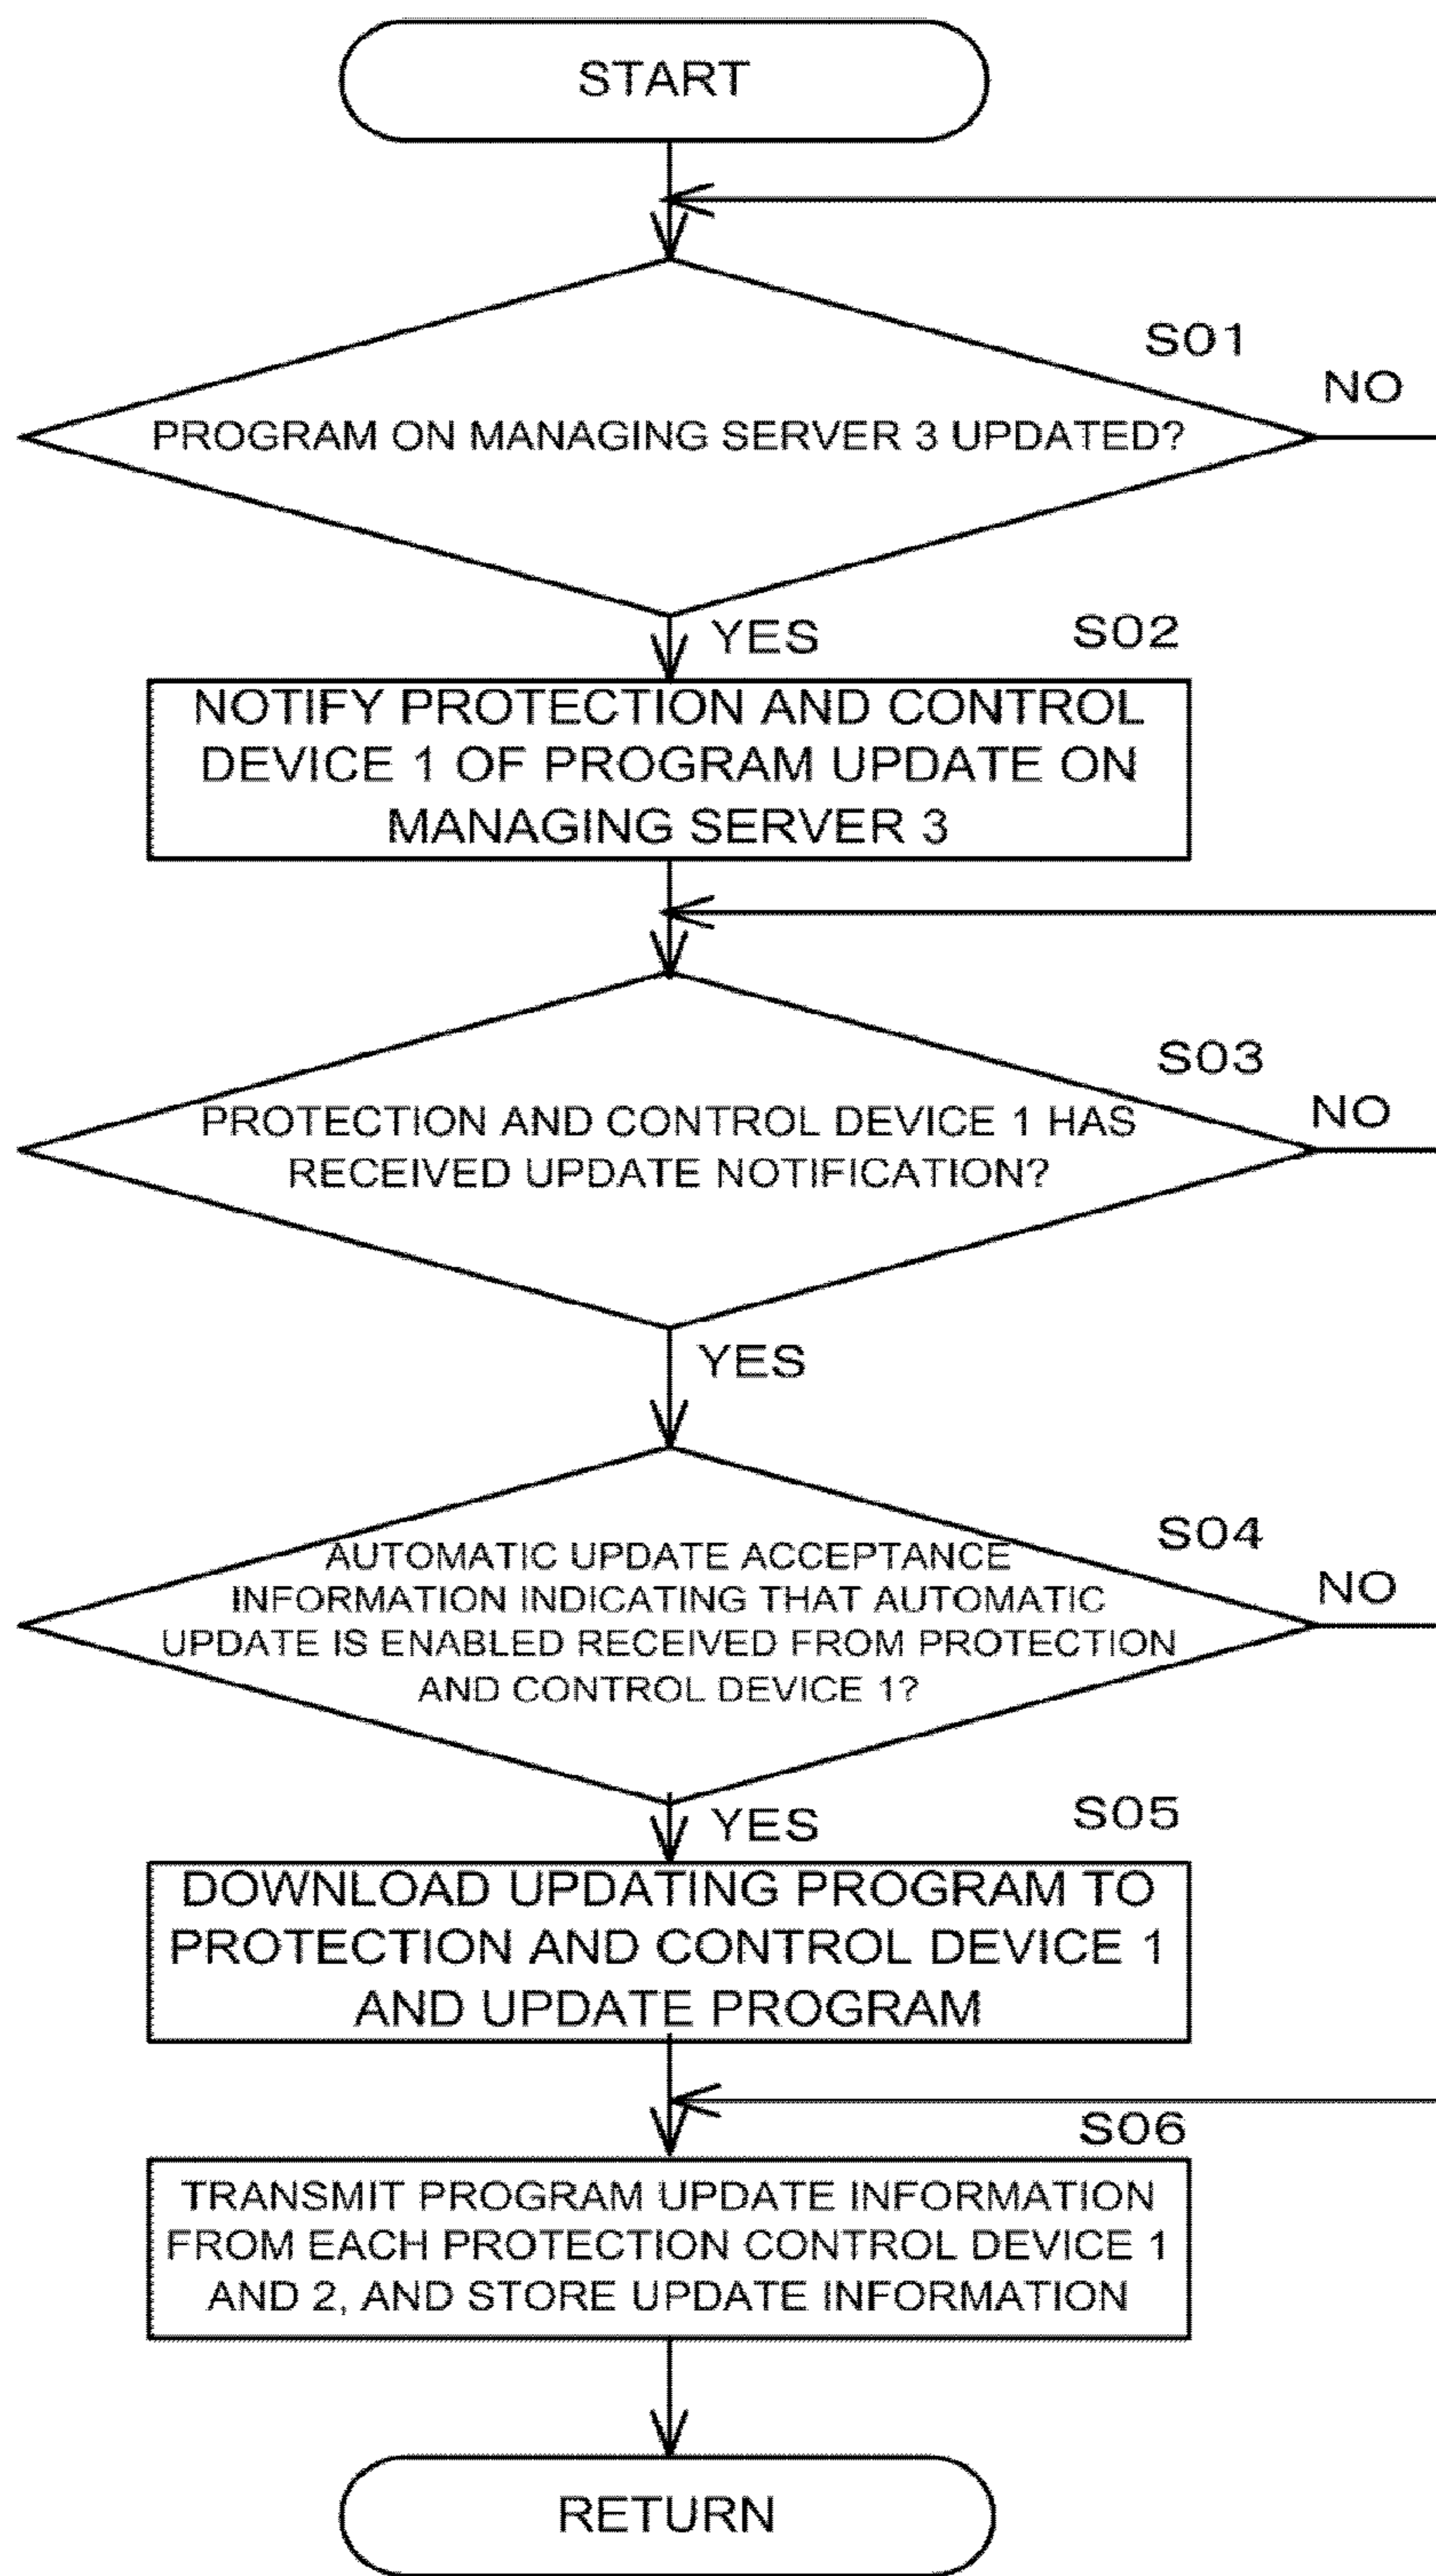 START
S01
NO
PROGRAM ON MANAGING SERVER 3 UPDATED?
YES
S02
NOTIFY PROTECTION AND CONTROL
DEVICE 1 OF PROGRAM UPDATE ON
MANAGING SERVER 3
S03
NO
PROTECTION AND CONTROL DEVICE 1 HAS
RECEIVED UPDATE NOTIFICATION?
YES
S04
NO
AUTOMATIC UPDATE ACCEPTANCE
INFORMATION INDICATING THAT AUTOMATIC
UPDATE IS ENABLED RECEIVED FROM PROTECTION
AND CONTROL DEVICE 1?
YES
S05
DOWNLOAD UPDATING PROGRAM TO
PROTECTION AND CONTROL DEVICE 1
AND UPDATE PROGRAM
S06
TRANSMIT PROGRAM UPDATE INFORMATION
FROM EACH PROTECTION CONTROL DEVICE 1
AND 2, AND STORE UPDATE INFORMATION
RETURN